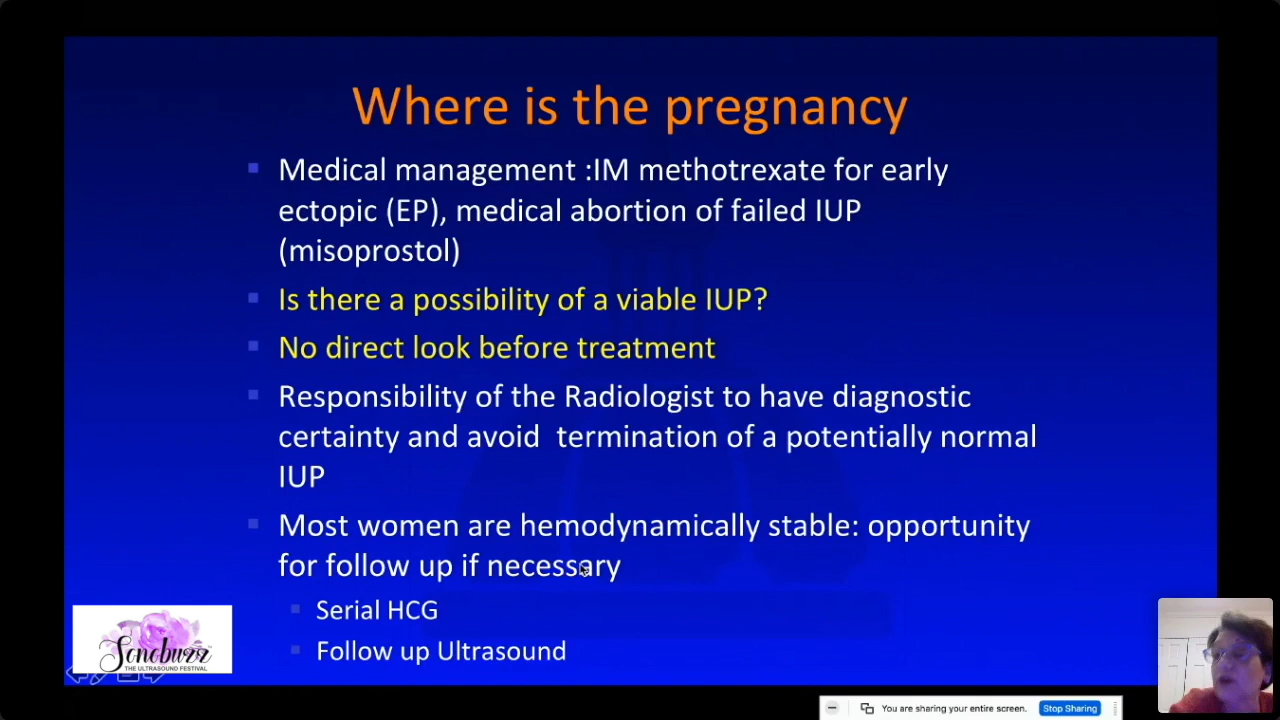 Where is the pregnancy
Medical management :IM methotrexate for early
ectopic (EP), medical abortion of failed IUP
(misoprostol)
Is there a possibility of a viable IUP?
No direct look before treatment
Responsibility of the Radiologist to have diagnostic
certainty and avoid  termination of a potentially normal
IUP
Most women are hemodynamically stable: opportunity
for follow up if necessary
Serial HCG
Follow up Ultrasound
Sonobuzz
THE ULTRASOUND FESTIVAL
You are sharing your entire screen.
Stop Sharing